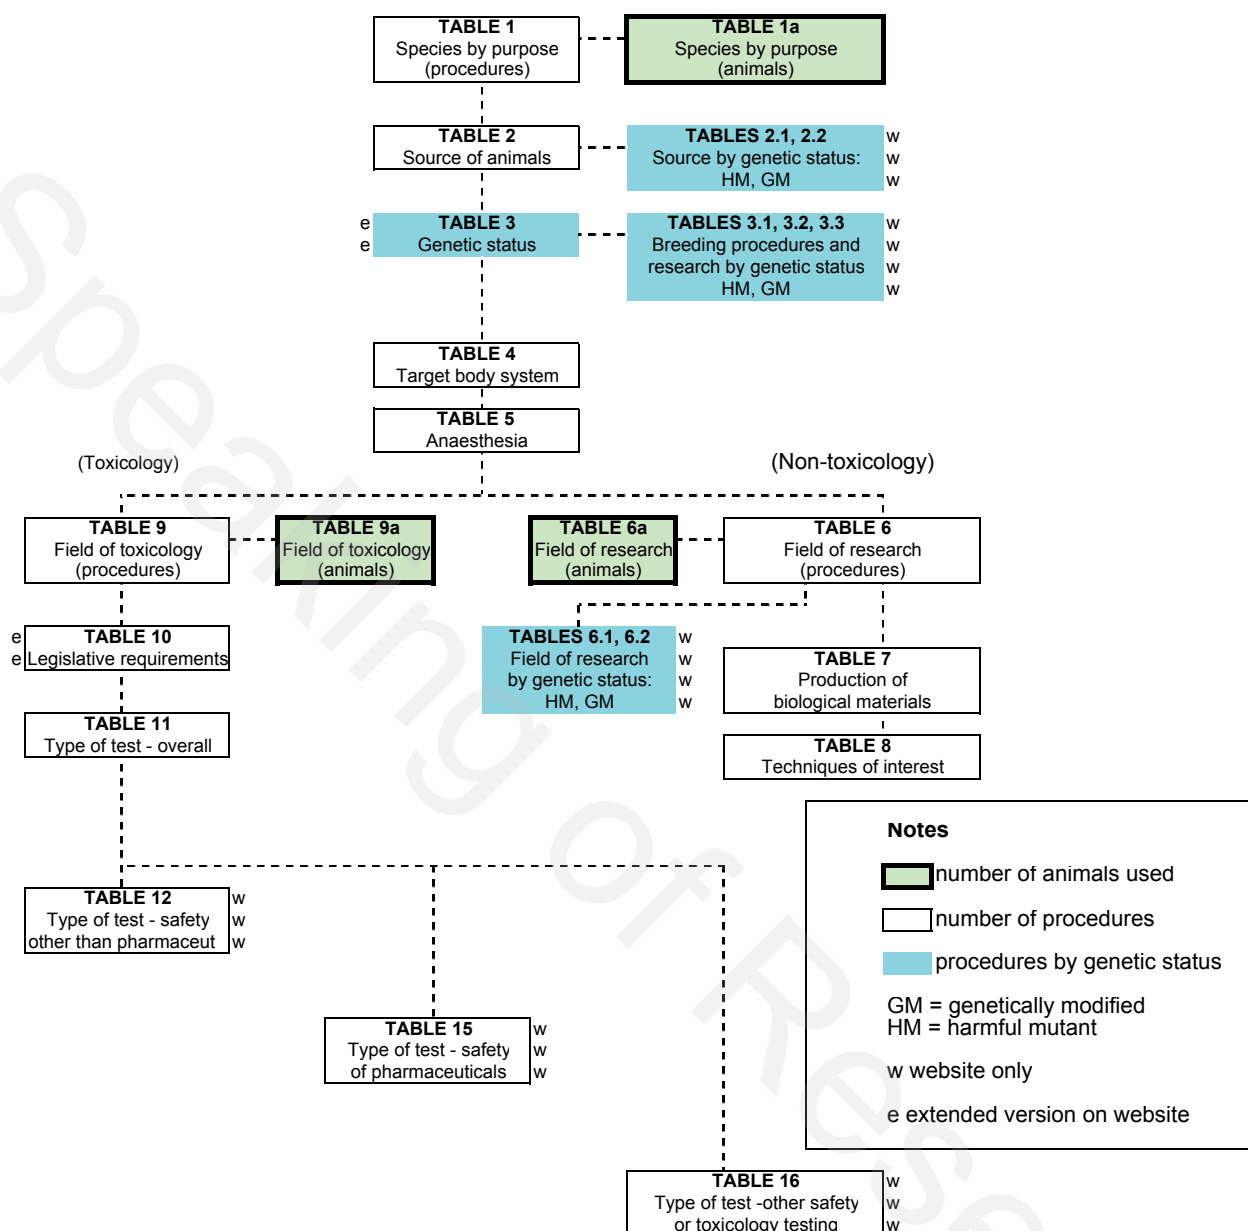 TABLE 1
Species by purpose
(procedures)
TABLE 1a
Species by purpose
(animals)
TABLE 2
Source of animals
TABLES 2.1, 2.2
Source by genetic status:
HM, GM
w
w
w
e
e
TABLE 3
Genetic status
TABLES 3.1, 3.2, 3.3
Breeding procedures and
research by genetic status
HM, GM
w
w
w
w
TABLE 4
Target body system
TABLE 5
Anaesthesia
(Toxicology)
(Non-toxicology)
TABLE 9
Field of toxicology
(procedures)
TABLE 9a
Field of toxicology
(animals)
TABLE 6a
Field of research
(animals)
TABLE 6
Field of research
(procedures)
e
e
TABLE 10
Legislative requirements
TABLES 6.1, 6.2
Field of research
by genetic status:
HM, GM
w
w
w
w
TABLE 7
Production of
biological materials
TABLE 11
Type of test - overall
TABLE 8
Techniques of interest
TABLE 12
Type of test - safety
other than pharmaceut
w
w
w
TABLE 15
Type of test - safety
of pharmaceuticals
w
w
w
TABLE 16
Type of test -other safety
or toxicology testing
w
w
w
Notes
number of animals used
number of procedures
procedures by genetic status
GM = genetically modified
HM = harmful mutant
w website only
e extended version on website
Speaking of Rese